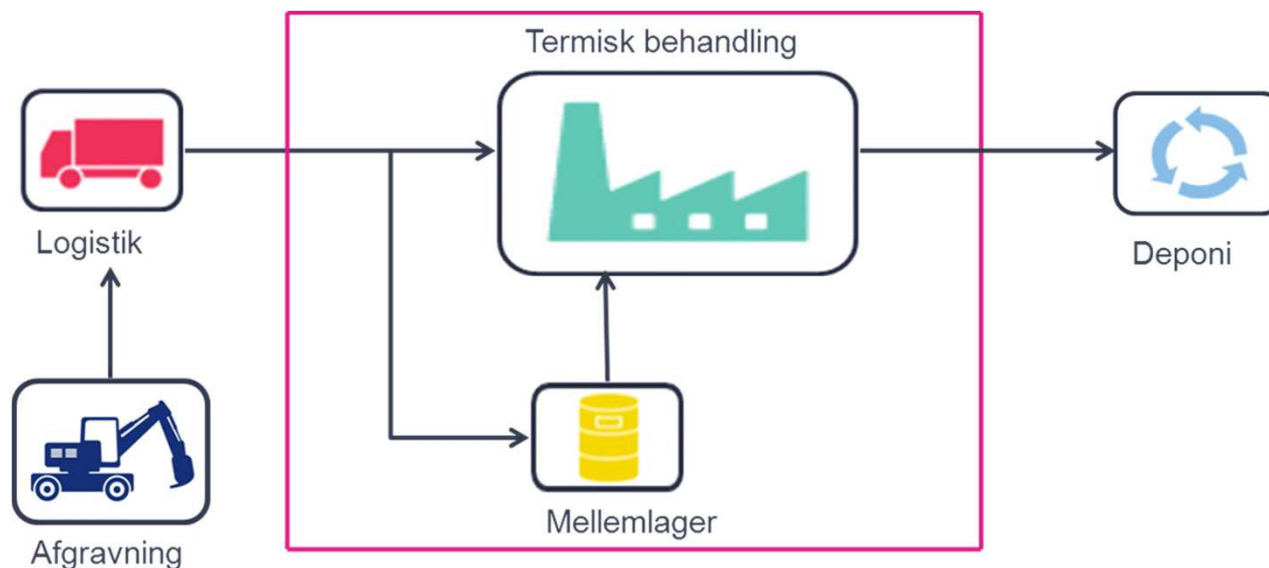 Termisk behandling
Logistik
Deponi
Mellemlager
Afgravning